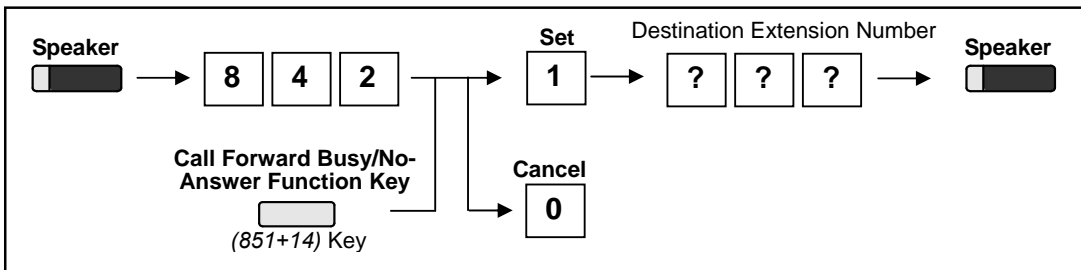 Speaker
8 4 2
Set
1
Destination Extension Number
? ? ?
Speaker
Call Forward Busy/No-
Answer Function Key
(851+14) Key
Cancel
0